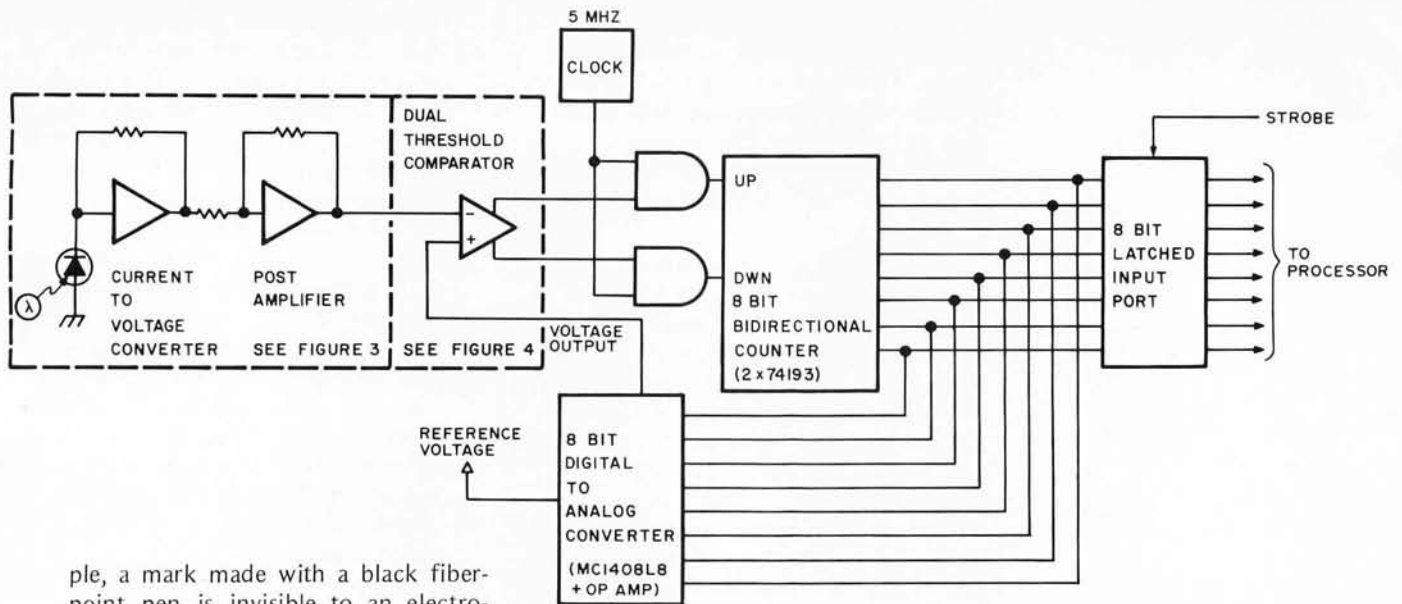 5 MHZ
CLOCK
DUAL
THRESHOLD
COMPARATOR
STROBE
UP
-
+
8 BIT
LATCHED
INPUT
PORT
TO
PROCESSOR
CURRENT
TO
VOLTAGE
CONVERTER
POST
AMPLIFIER
SEE FIGURE 3
SEE FIGURE 4
λ
VOLTAGE
OUTPUT
DWN
8 BIT
BIDIRECTIONAL
COUNTER
(2 x 74193)
REFERENCE
VOLTAGE
8 BIT
DIGITAL
TO
ANALOG
CONVERTER
(MC1408L8
+ OP AMP)
ple, a mark made with a black fiber-
point pen is invisible to an electro-